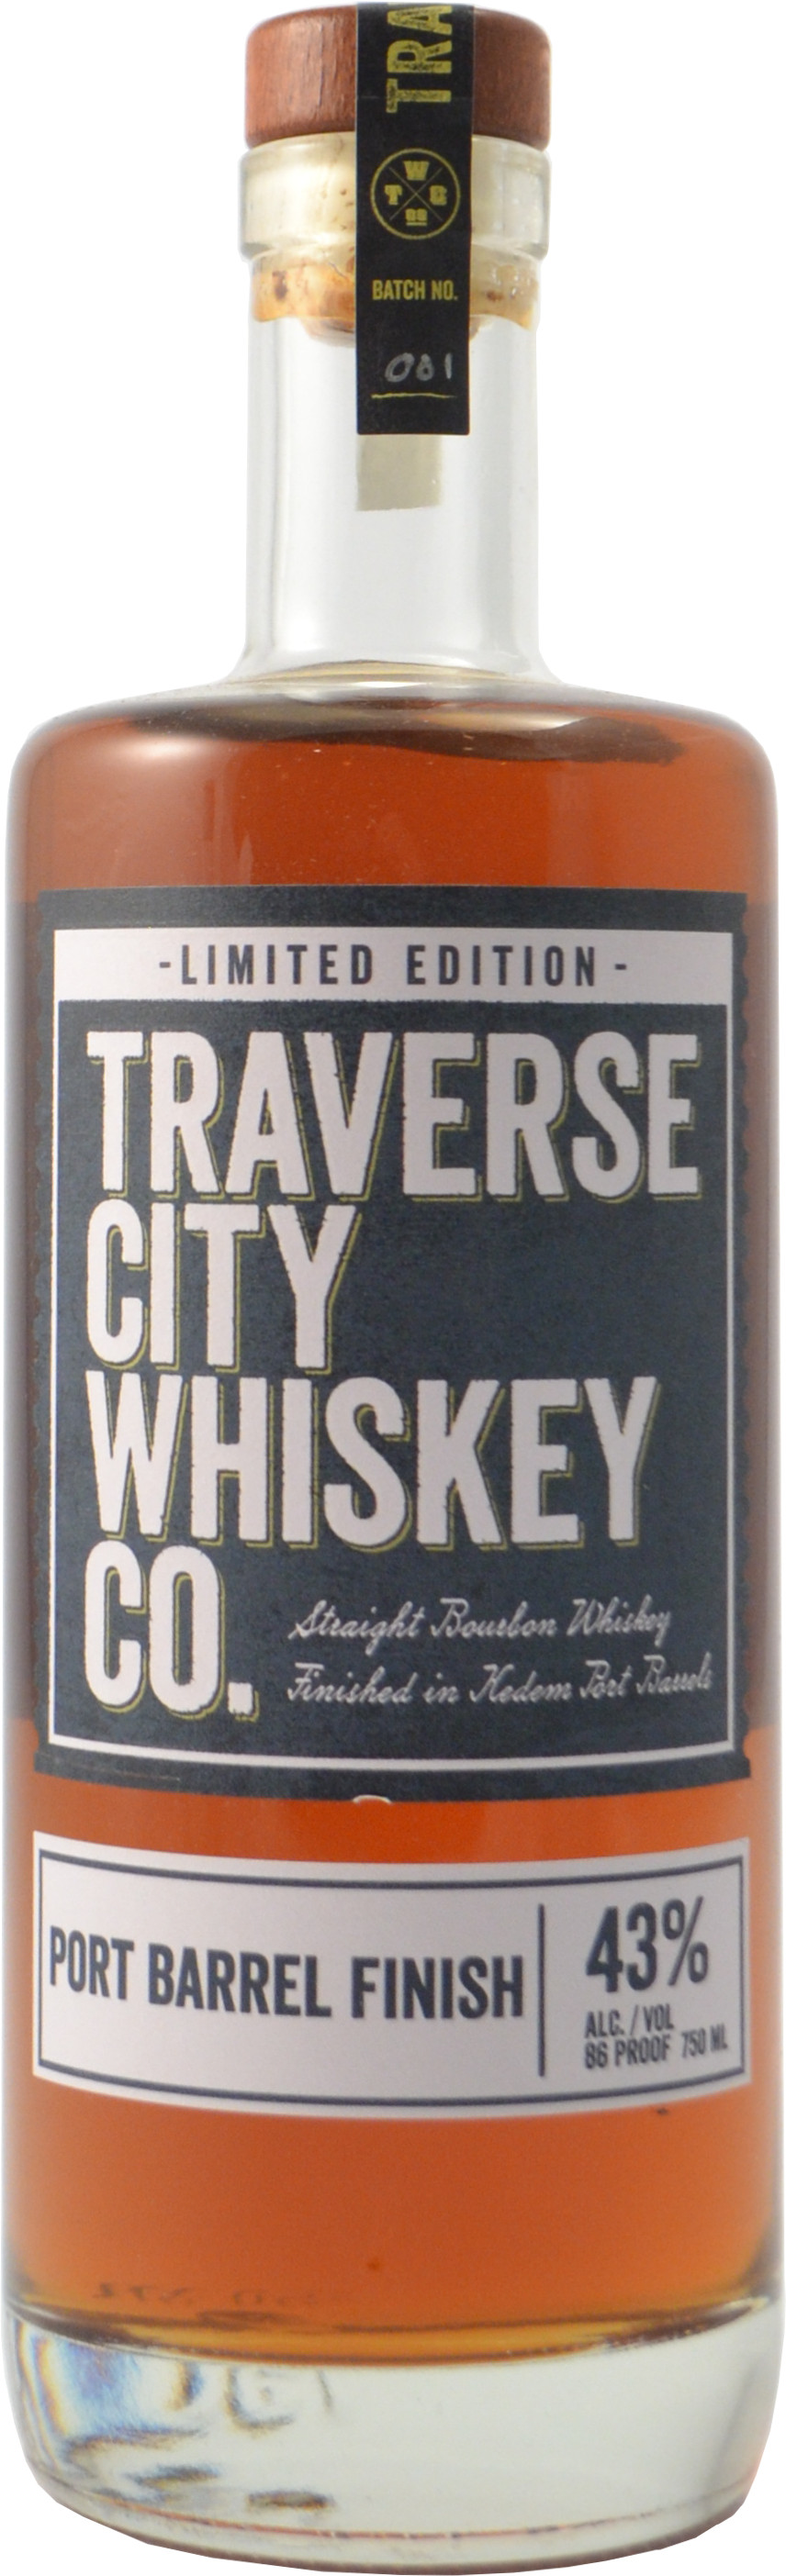 TRA
W
T C
CO
BATCH NO.
081
-LIMITED EDITION-
TRAVERSE
CITY
WHISKEY
CO.
Straight Bourbon Whiskey
Finished in Kedem Port Barrels
PORT BARREL FINISH
43%
ALC./VOL
86 PROOF 750 ML